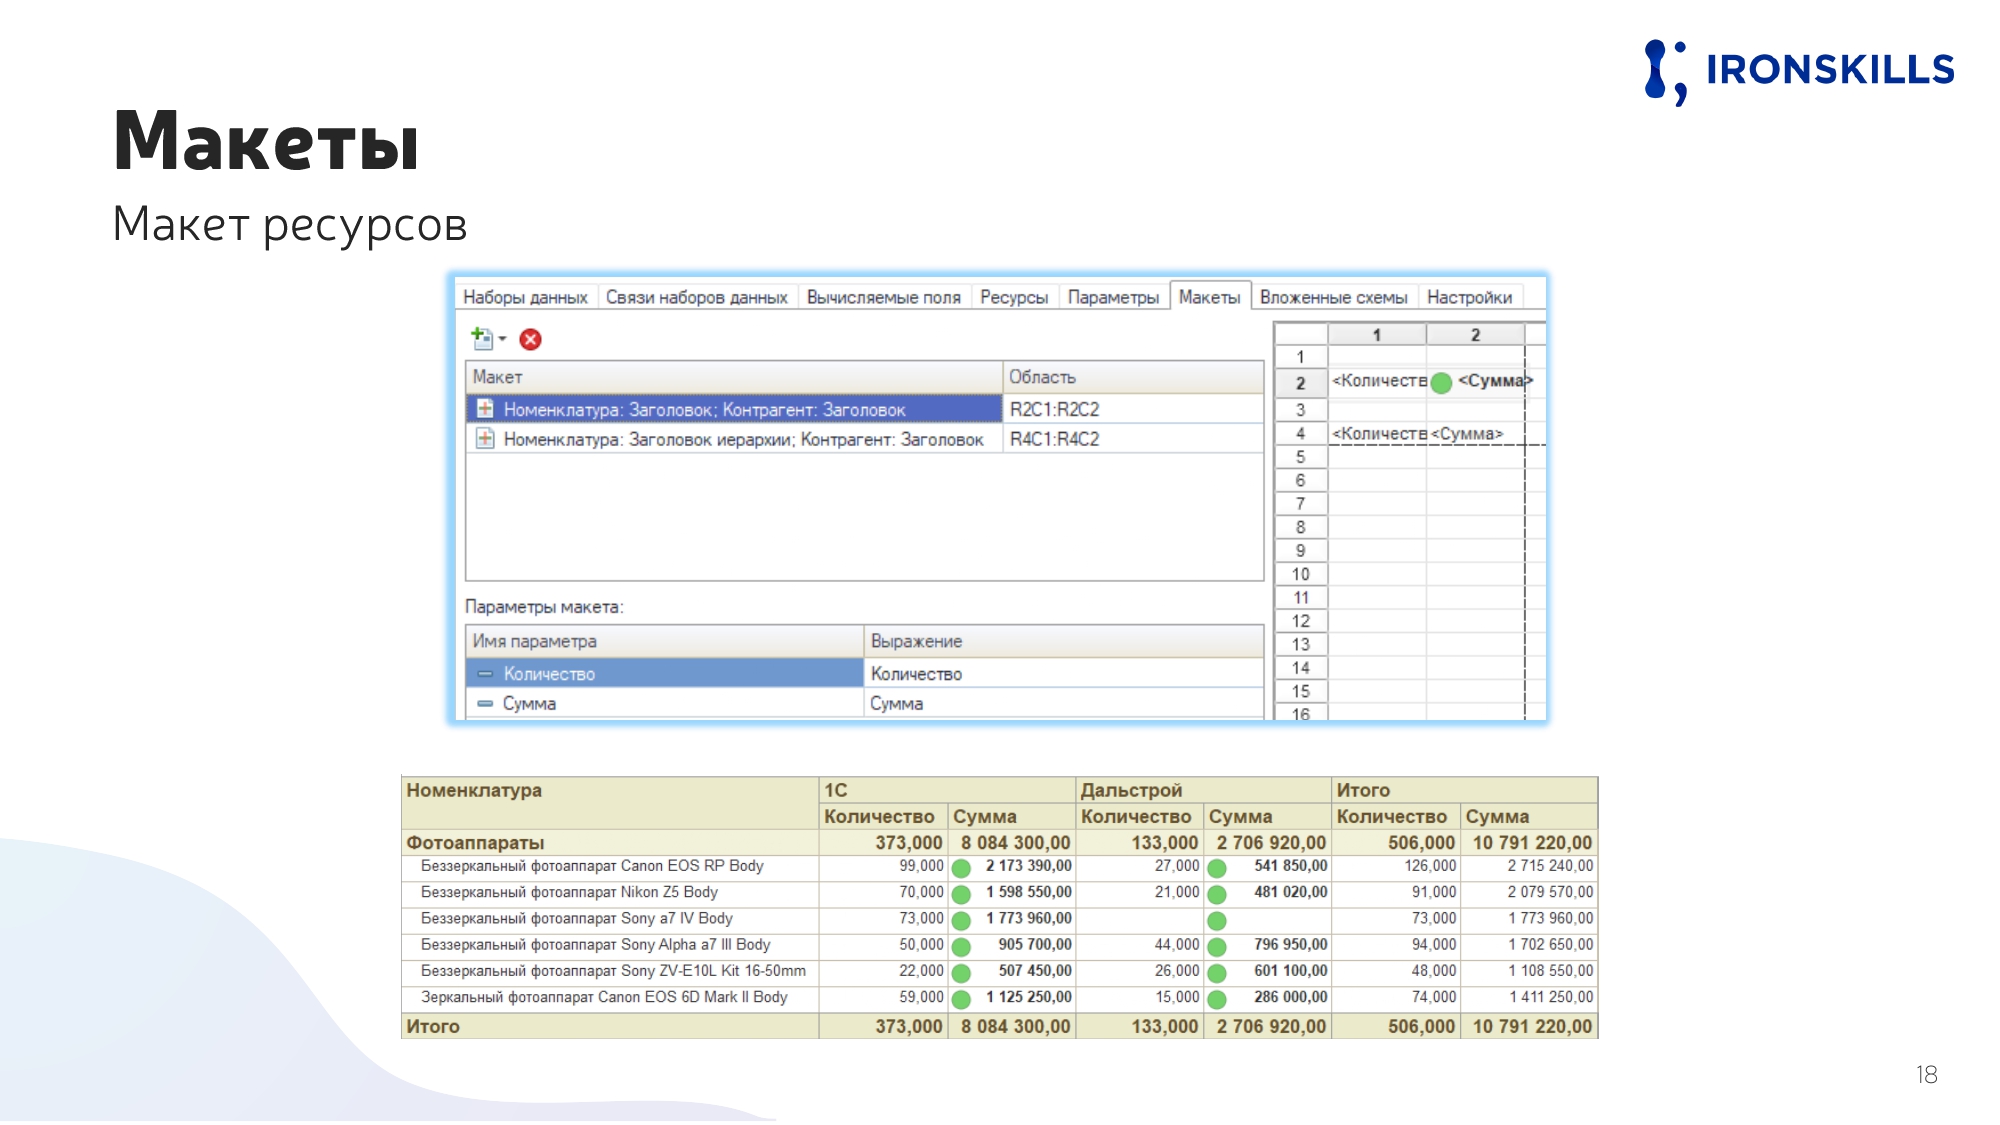 IRONSKILLS
Макеты
Макет ресурсов
Наборы данных Связи наборов данных Вычисляемые поля Ресурсы Параметры Макеты Вложенные схемы Настройки
Макет Область
Номенклатура: Заголовок; Контрагент: Заголовок R2C1:R2C2
Номенклатура: Заголовок иерархии; Контрагент: Заголовок R4C1:R4C2
Параметры макета:
Имя параметра Выражение
Количество Количество
Сумма Сумма
1 2
1
2 <Количеств <Сумма>
3
4 <Количеств <Сумма>
5
6
7
8
9
10
11
12
13
14
15
16
Номенклатура 1С Дальстрой Итого
Количество Сумма Количество Сумма Количество Сумма
Фотоаппараты 373,000 8 084 300,00 133,000 2 706 920,00 506,000 10 791 220,00
Беззеркальный фотоаппарат Canon EOS RP Body 99,000 2 173 390,00 27,000 541 850,00 126,000 2 715 240,00
Беззеркальный фотоаппарат Nikon Z5 Body 70,000 1 598 550,00 21,000 481 020,00 91,000 2 079 570,00
Беззеркальный фотоаппарат Sony a7 IV Body 73,000 1 773 960,00 73,000 1 773 960,00
Беззеркальный фотоаппарат Sony Alpha a7 III Body 50,000 905 700,00 44,000 796 950,00 94,000 1 702 650,00
Беззеркальный фотоаппарат Sony ZV-E10L Kit 16-50mm 22,000 507 450,00 26,000 601 100,00 48,000 1 108 550,00
Зеркальный фотоаппарат Canon EOS 6D Mark II Body 59,000 1 125 250,00 15,000 286 000,00 74,000 1 411 250,00
Итого 373,000 8 084 300,00 133,000 2 706 920,00 506,000 10 791 220,00
18